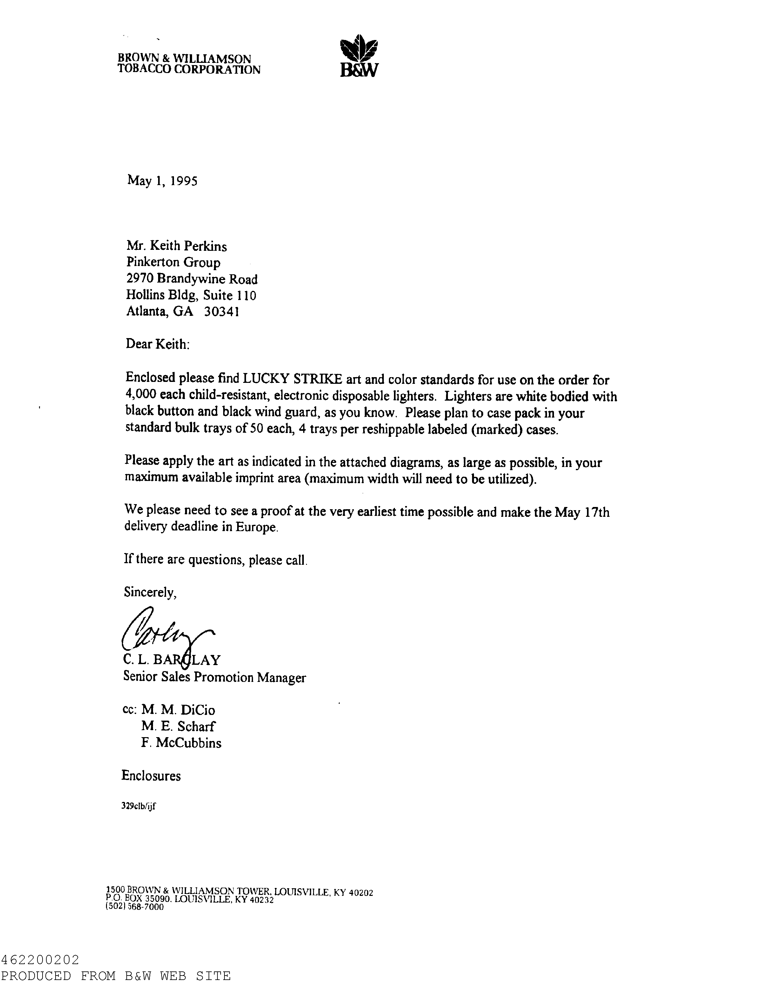 BROWN & WILLIAMSON
TOBACCO CORPORATION
B&W
May 1, 1995
Mr. Keith Perkins
Pinkerton Group
2970 Brandywine Road
Hollins Bldg, Suite 110
Atlanta, GA 30341
Dear Keith:
Enclosed please find LUCKY STRIKE art and color standards for use on the order for
4,000 each child-resistant, electronic disposable lighters. Lighters are white bodied with
black button and black wind guard, as you know. Please plan to case pack in your
standard bulk trays of 50 each, 4 trays per reshippable labeled (marked) cases.
Please apply the art as indicated in the attached diagrams, as large as possible, in your
maximum available imprint area (maximum width will need to be utilized).
We please need to see a proof at the very earliest time possible and make the May 17th
delivery deadline in Europe.
If there are questions, please call.
Sincerely,
C. L. BARCLAY
Senior Sales Promotion Manager
cc: M. M. DiCio
M. E. Scharf
F. McCubbins
Enclosures
329clb/ijf
1500 BROWN & WILLIAMSON TOWER, LOUISVILLE, KY 40202
P.O. BOX 35090, LOUISVILLE, KY 40232
(502) 568-7000
462200202
PRODUCED FROM B&W WEB SITE